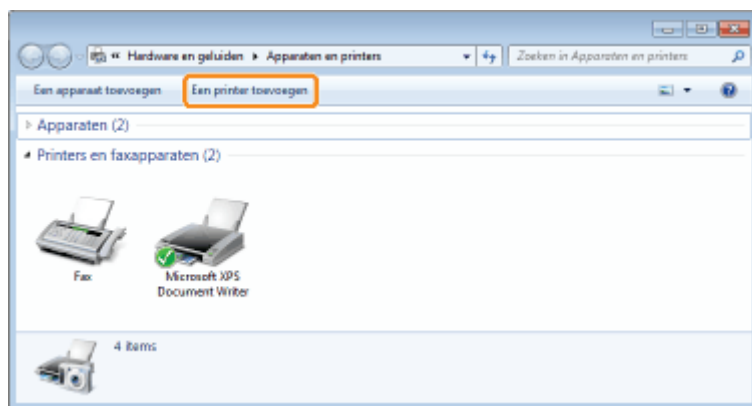 « Hardware en geluiden ▸ Apparaten en printers
Zoeken in Apparaten en printers
Een apparaat toevoegen Een printer toevoegen
Apparaten (2)
Printers en faxapparaten (2)
Fax
Microsoft XPS
Document Writer
4 items